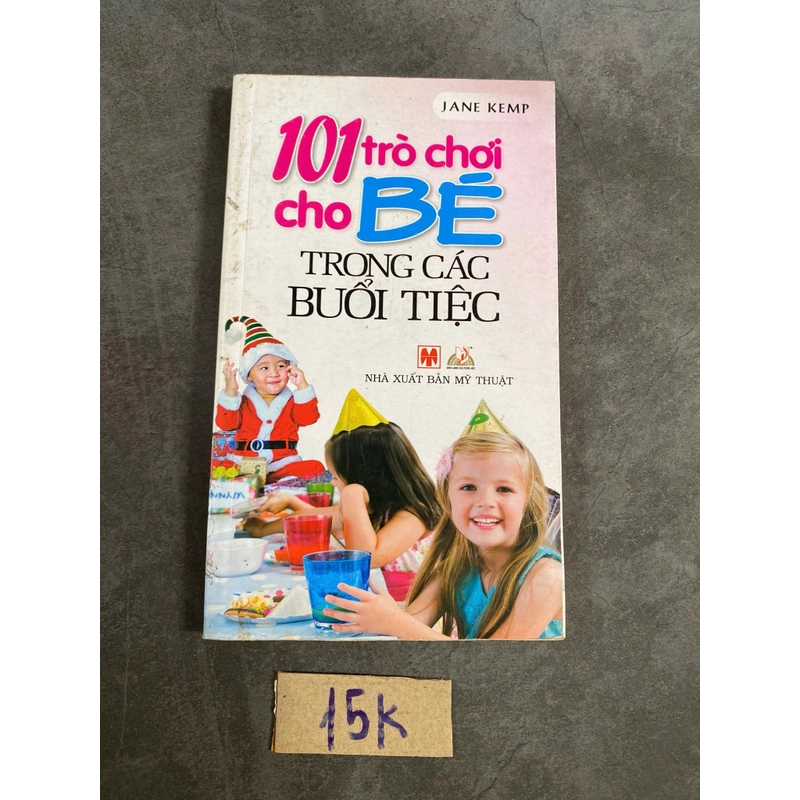 JANE KEMP
101 trò chơi
cho BÉ
TRONG CÁC
BUỔI TIỆC
NHÀ XUẤT BẢN MỸ THUẬT
15K